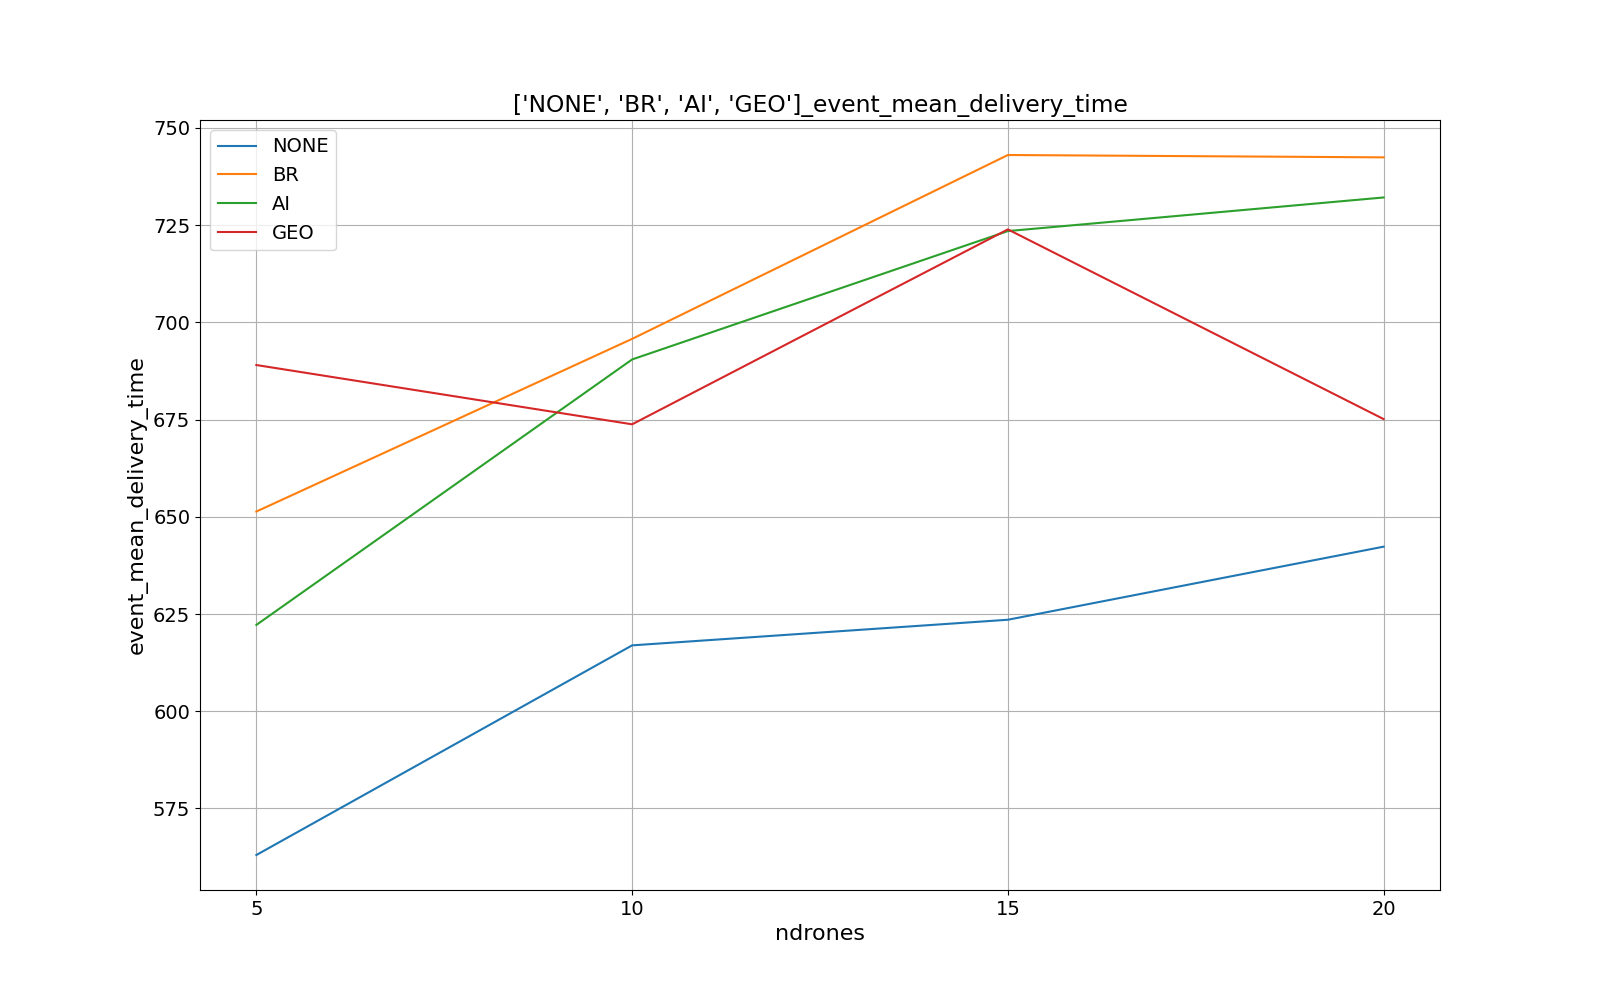 ['NONE', 'BR', 'AI', 'GEO']_event_mean_delivery_time
NONE
BR
AI
GEO
event_mean_delivery_time
750
725
700
675
650
625
600
575
5 10 15 20
ndrones